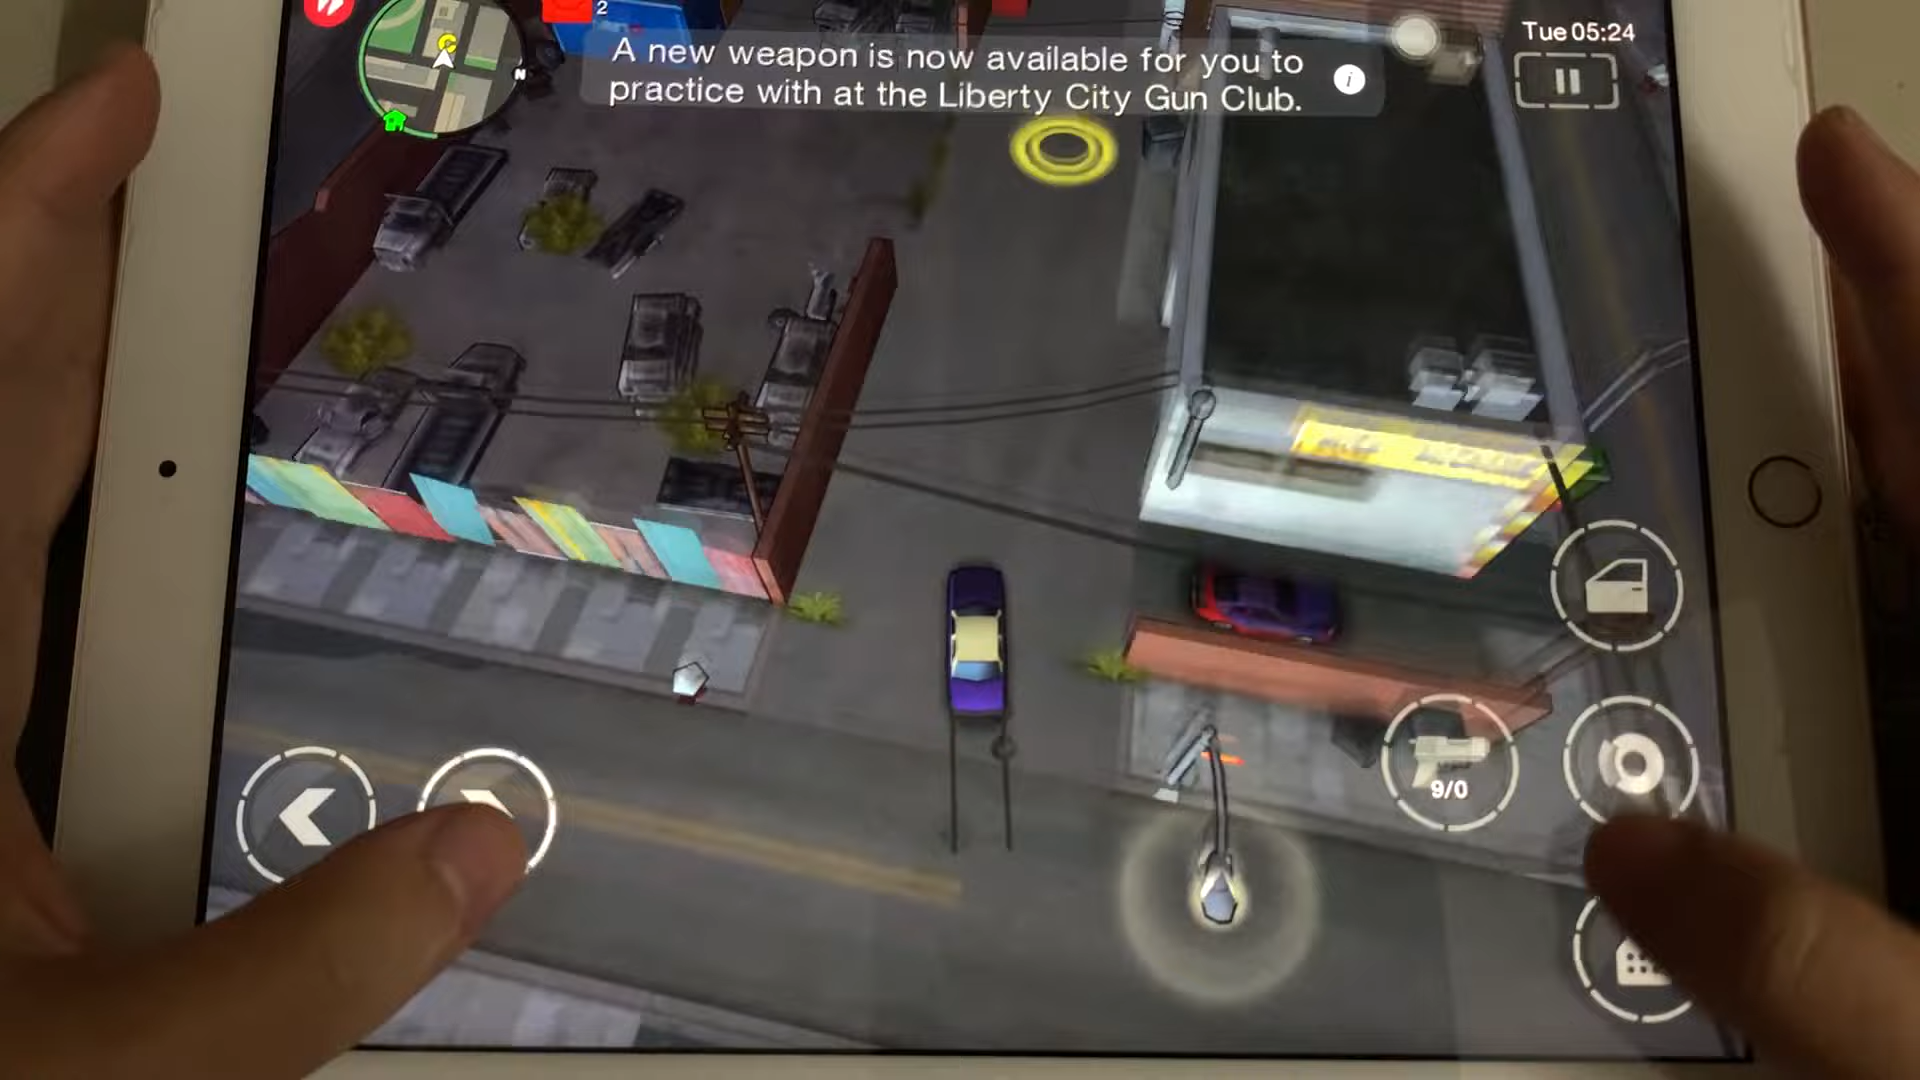 2
A new weapon is now available for you to
practice with at the Liberty City Gun Club.
i
Tue 05:24
N
9/0